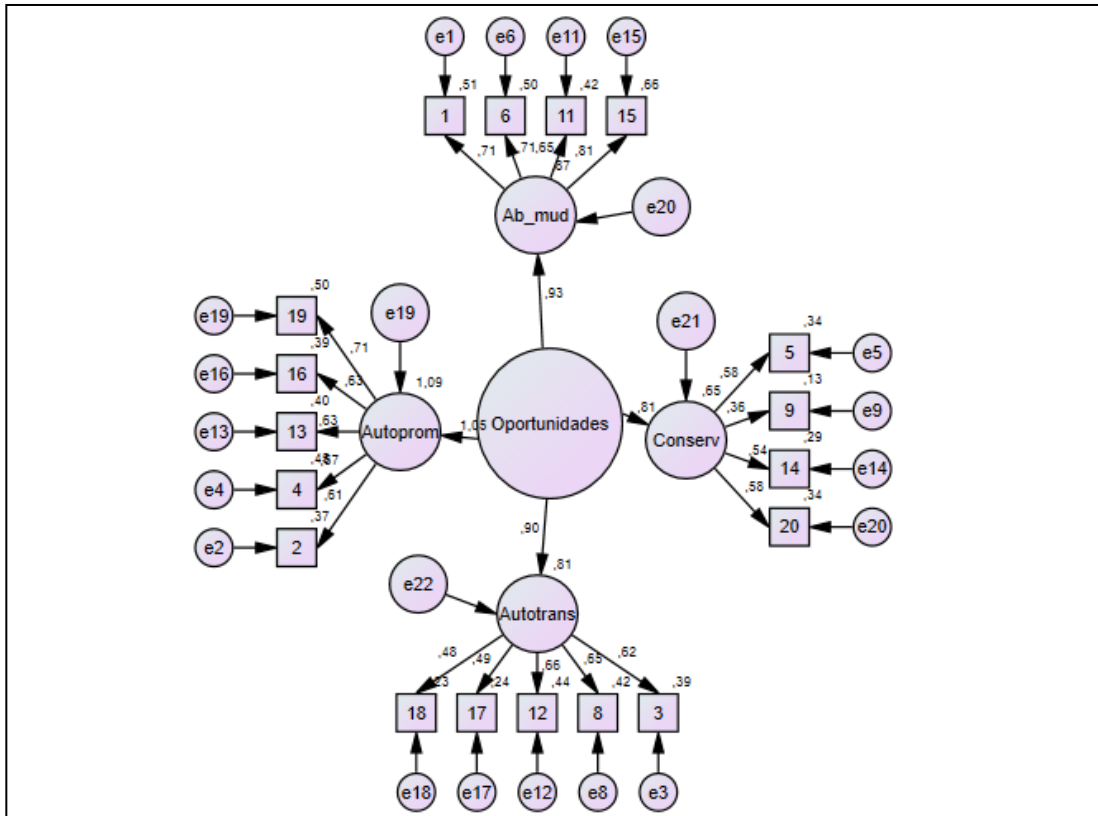 e1 e6 e11 e15
,51 ,50 ,42 ,66
1 6 11 15
,71 ,71 ,65 ,81
,87
Ab_mud e20
,93
e19 ,50 19 e19 e21 ,34 5 e5
,71 ,58
e16 ,39 16 ,63 1,09 ,65 ,13 9 e9
,36
e13 ,40 13 ,63 Autoprom 1,05 Oportunidades ,81 Conserv
,29 14 e14
,54
e4 4 ,67
,61 ,58
e2 ,37 2 ,34 20 e20
,90
e22 ,81
Autotrans
,48 ,49 ,66 ,65 ,62
,23 ,24 ,44 ,42 ,39
18 17 12 8 3
e18 e17 e12 e8 e3